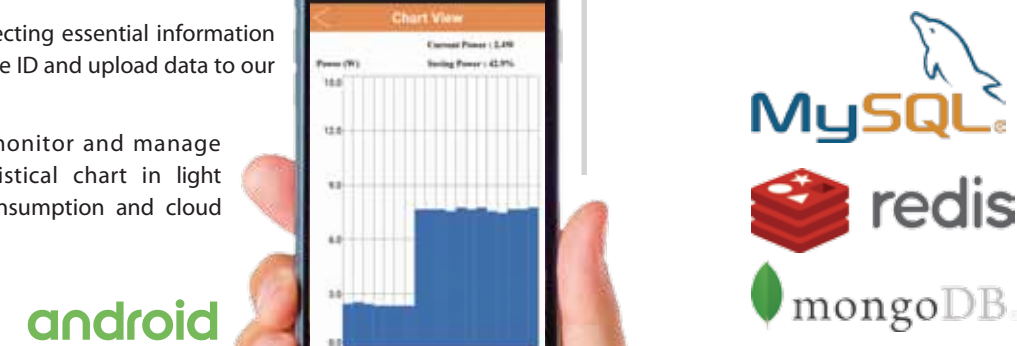 ecting essential information
e ID and upload data to our
nonitor and manage
istical chart in light
nsumption and cloud
android
Chart View
Current Power : 2.450
Power (W)
Saving Power : 42.9%
15.0
12.0
9.0
6.0
3.0
0.0
MySQL
redis
mongoDB